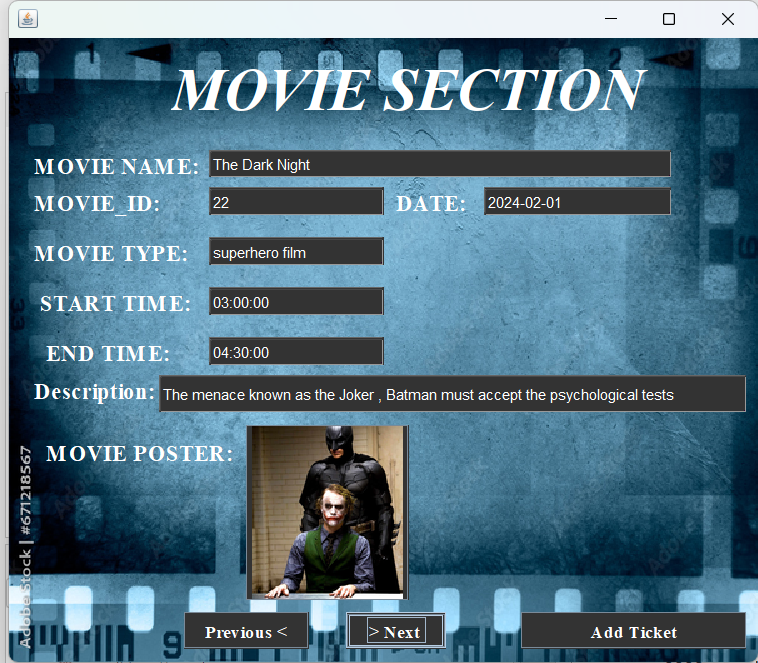 MOVIE SECTION
MOVIE NAME: The Dark Night
MOVIE_ID: 22 DATE: 2024-02-01
MOVIE TYPE: superhero film
START TIME: 03:00:00
END TIME: 04:30:00
Description: The menace known as the Joker , Batman must accept the psychological tests
MOVIE POSTER:
Adobe Stock | #671218567
Previous < > Next Add Ticket